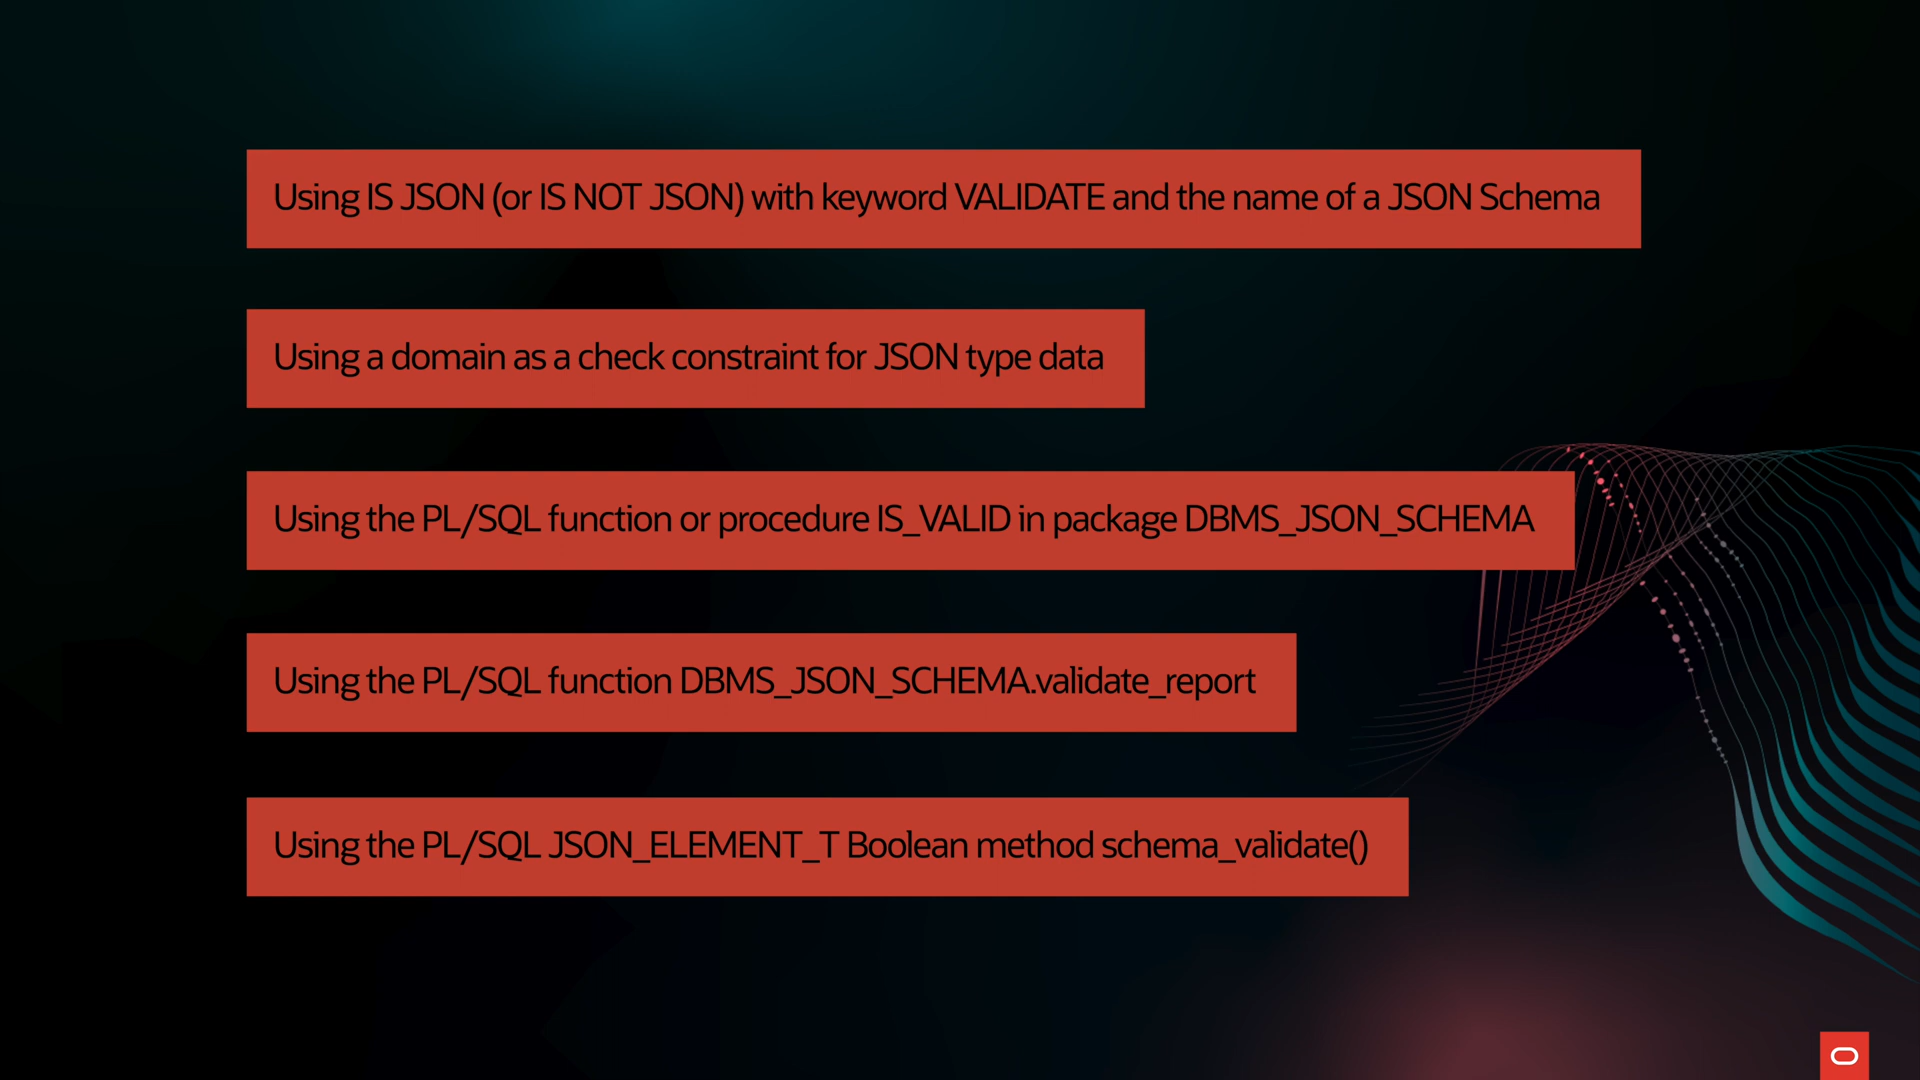 Using IS JSON (or IS NOT JSON) with keyword VALIDATE and the name of a JSON Schema
Using a domain as a check constraint for JSON type data
Using the PL/SQL function or procedure IS_VALID in package DBMS_JSON_SCHEMA
Using the PL/SQL function DBMS_JSON_SCHEMA.validate_report
Using the PL/SQL JSON_ELEMENT_T Boolean method schema_validate()